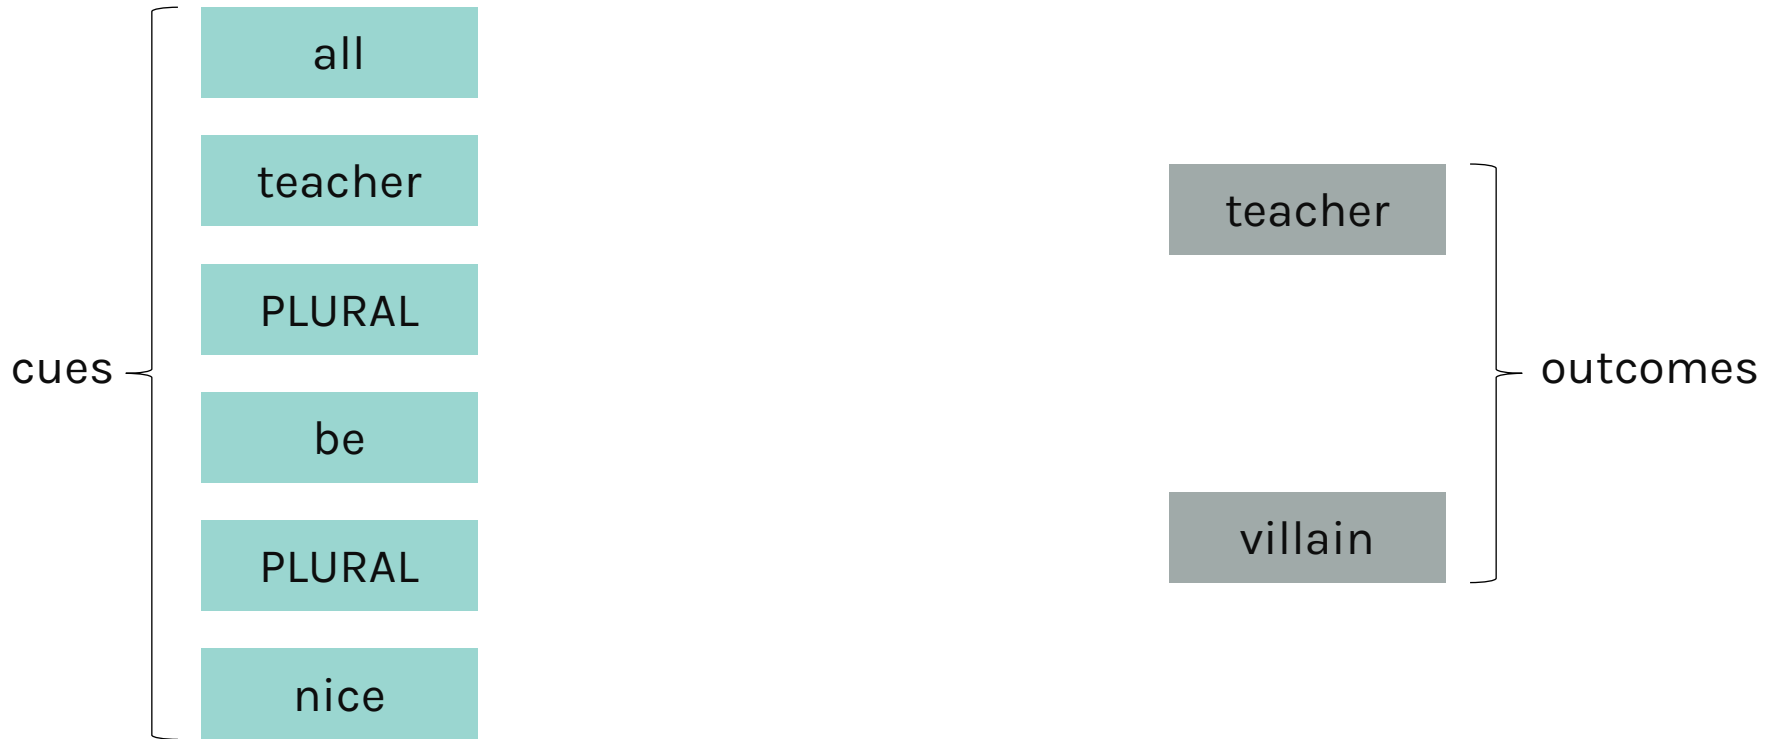 cues
all
teacher
PLURAL
be
PLURAL
nice
teacher
villain
outcomes